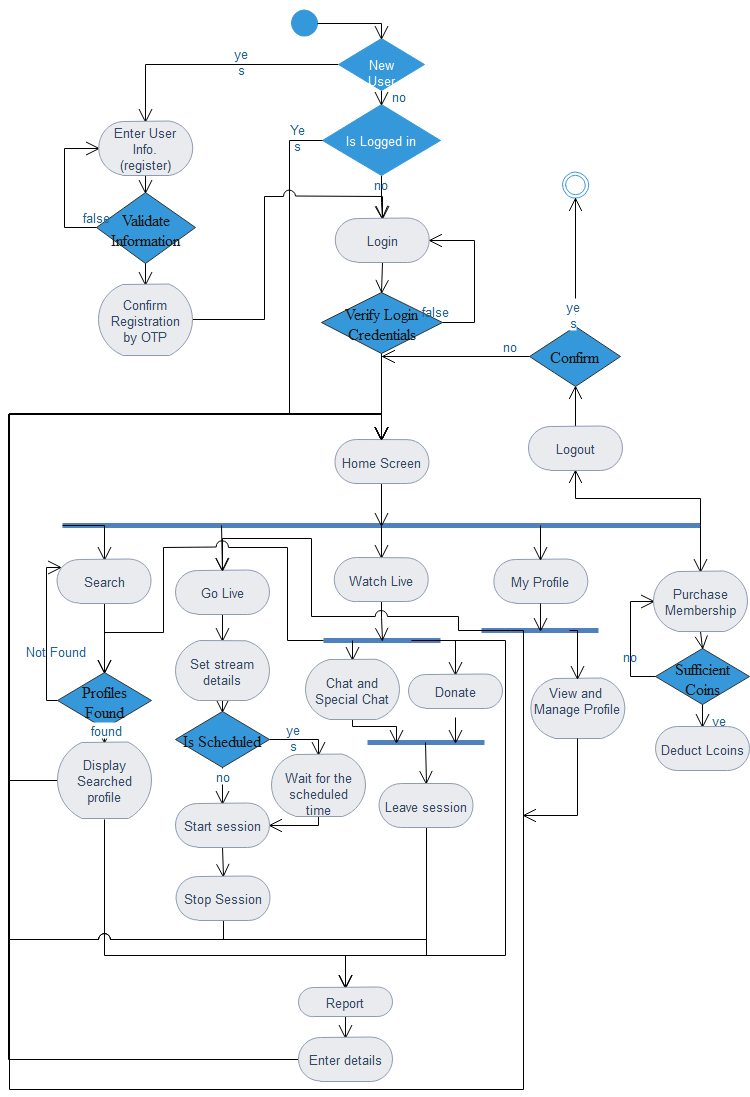 New
User
ye
s
no
Enter User
Info.
(register)
Ye
s
Is Logged in
no
false
Validate
Information
Login
Confirm
Registration
by OTP
Verify Login
Credentials
false
ye
s
no
Confirm
Logout
Home Screen
Search
Go Live
Watch Live
My Profile
Purchase
Membership
Not Found
Set stream
details
no
Sufficient
Coins
Profiles
Found
Chat and
Special Chat
Donate
View and
Manage Profile
found
Is Scheduled
ye
s
ye
Deduct Lcoins
Display
Searched
profile
no
Wait for the
scheduled
time
Leave session
Start session
Stop Session
Report
Enter details